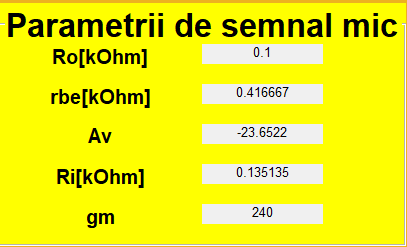 Parametrii de semnal mic
Ro[kOhm] 0.1
rbe[kOhm] 0.416667
Av -23.6522
Ri[kOhm] 0.135135
gm 240